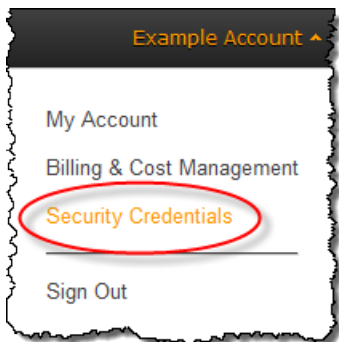 Example Account
My Account
Billing & Cost Management
Security Credentials
Sign Out